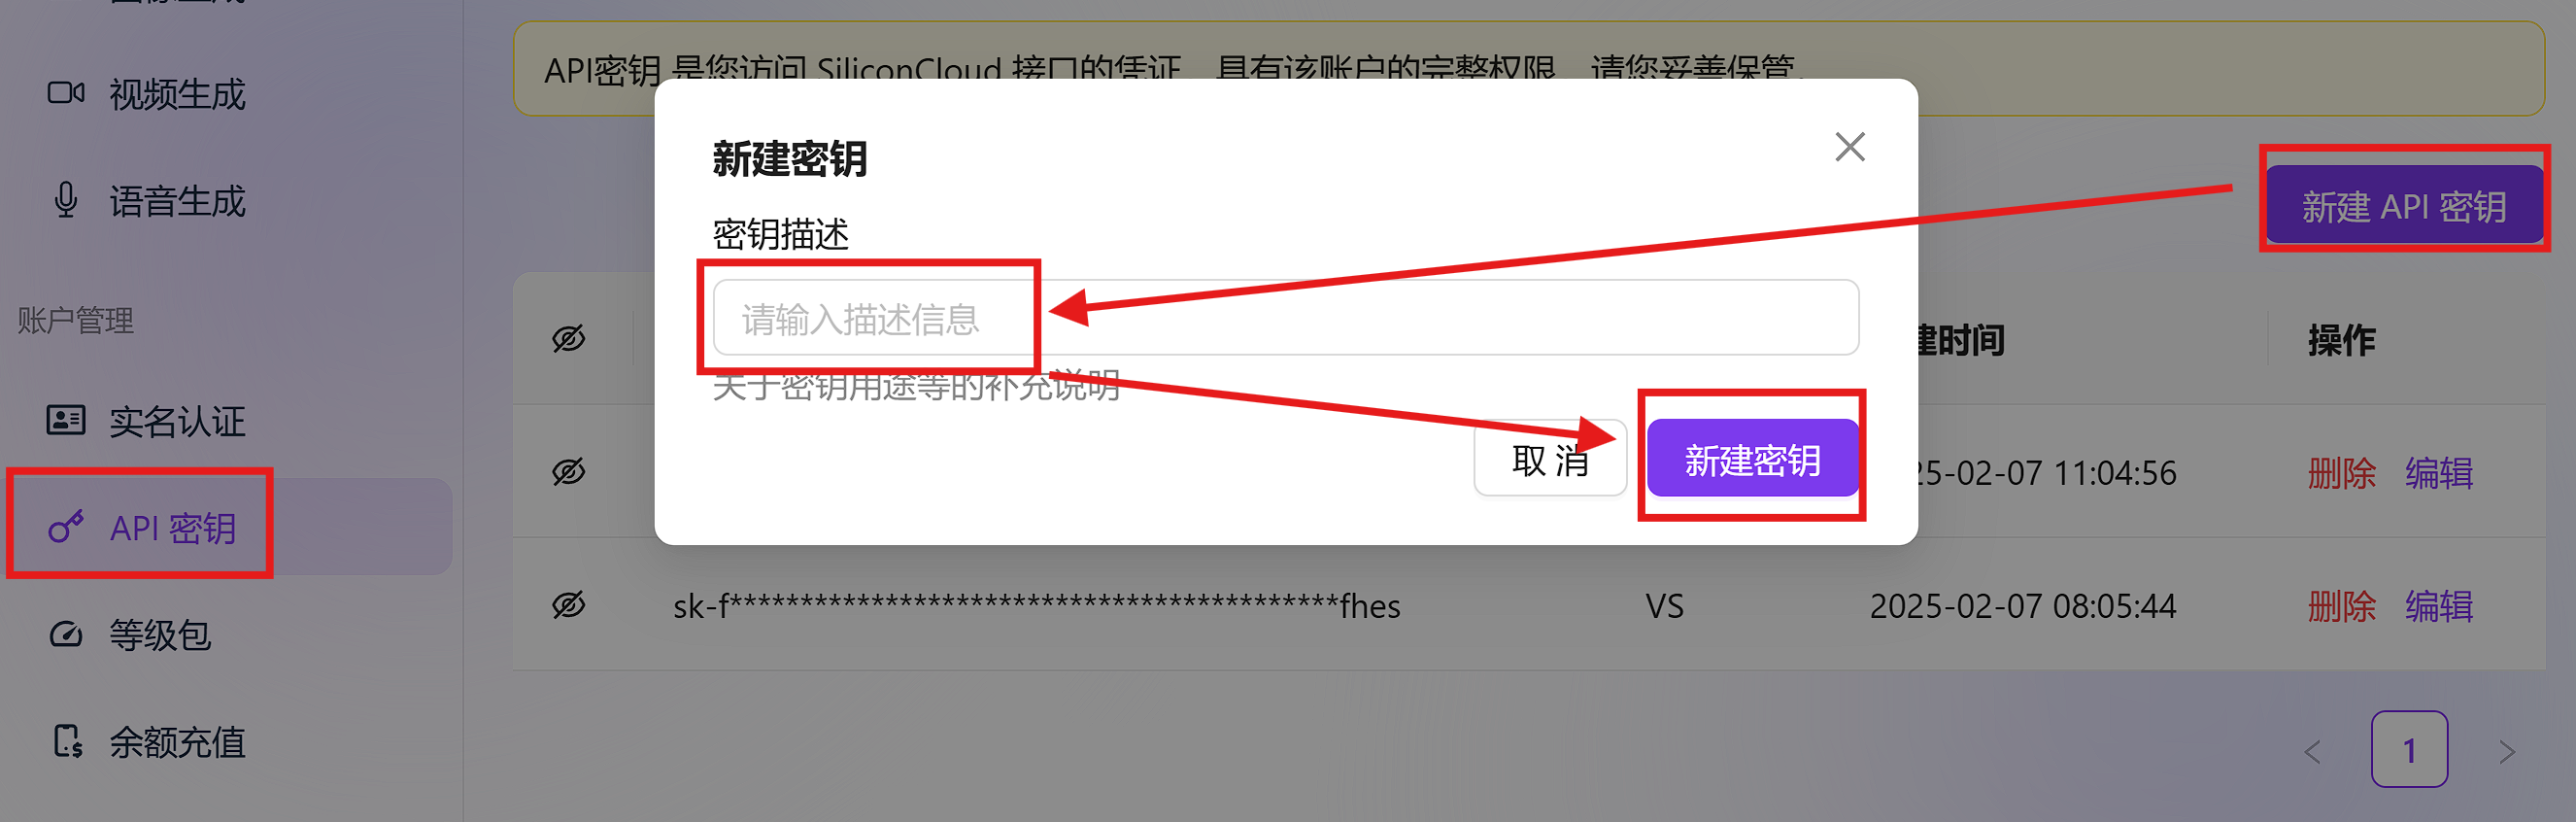 视频生成
语音生成
账户管理
实名认证
API 密钥
等级包
余额充值
API密钥 是您访问 SiliconCloud 接口的凭证，具有该账户的完整权限，请您妥善保管。
新建 API 密钥
新建密钥
密钥描述
请输入描述信息
关于密钥用途等的补充说明
取 消
新建密钥
建时间
操作
25-02-07 11:04:56
删除 编辑
sk-f*******************************************fhes
VS
2025-02-07 08:05:44
删除 编辑
1